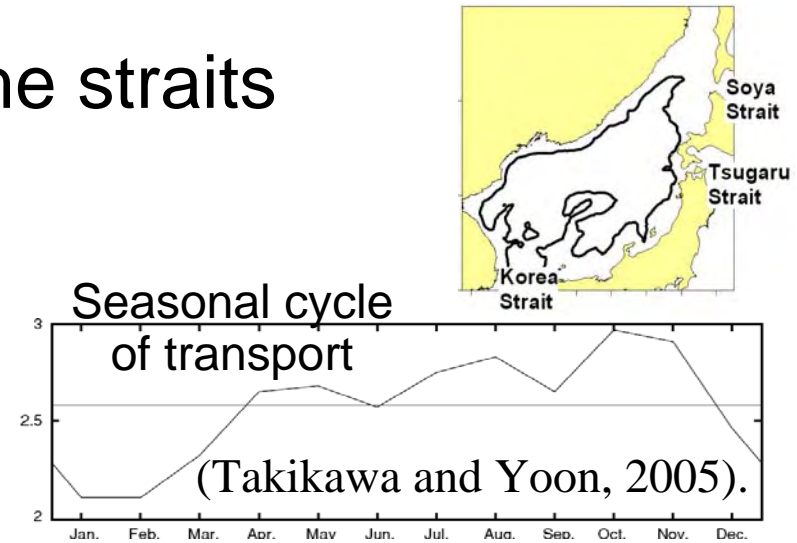 ne straits
Soya
Strait
Tsugaru
Strait
Korea
Strait
Seasonal cycle
of transport
3
2.5
2
(Takikawa and Yoon, 2005).
Jan. Feb. Mar. Apr. May Jun. Jul. Aug. Sep. Oct. Nov. Dec.